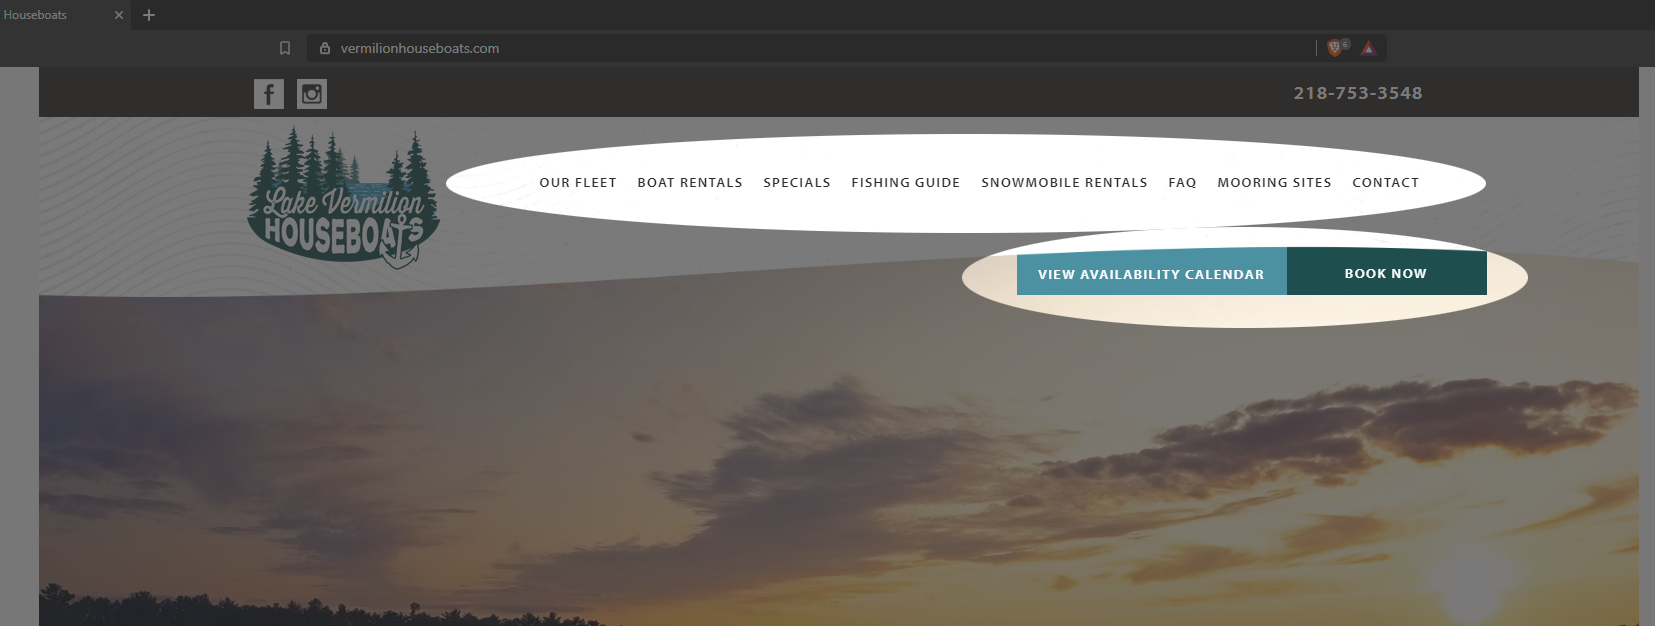 Houseboats
vermilionhouseboats.com
6
218-753-3548
Lake Vermilion
HOUSEBOATS
OUR FLEET BOAT RENTALS SPECIALS FISHING GUIDE SNOWMOBILE RENTALS FAQ MOORING SITES CONTACT
VIEW AVAILABILITY CALENDAR BOOK NOW